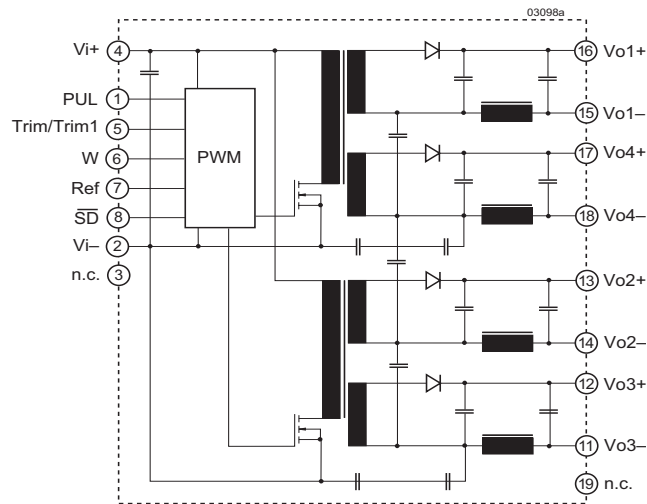 03098a
Vi+ 4
PUL 1
Trim/Trim1 5
W 6
Ref 7
SD 8
Vi– 2
n.c. 3
PWM
16 Vo1+
15 Vo1–
17 Vo4+
18 Vo4–
13 Vo2+
14 Vo2–
12 Vo3+
11 Vo3–
19 n.c.